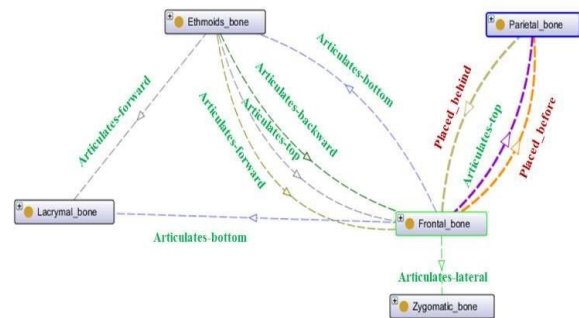 Ethmoids_bone
Parietal_bone
Articulates-bottom
Placed_behind
Articulates-forward
Articulates-backward
Articulates-top
Articulates-top
Placed_before
Articulates-forward
Lacrymal_bone
Frontal_bone
Articulates-bottom
Articulates-lateral
Zygomatic_bone